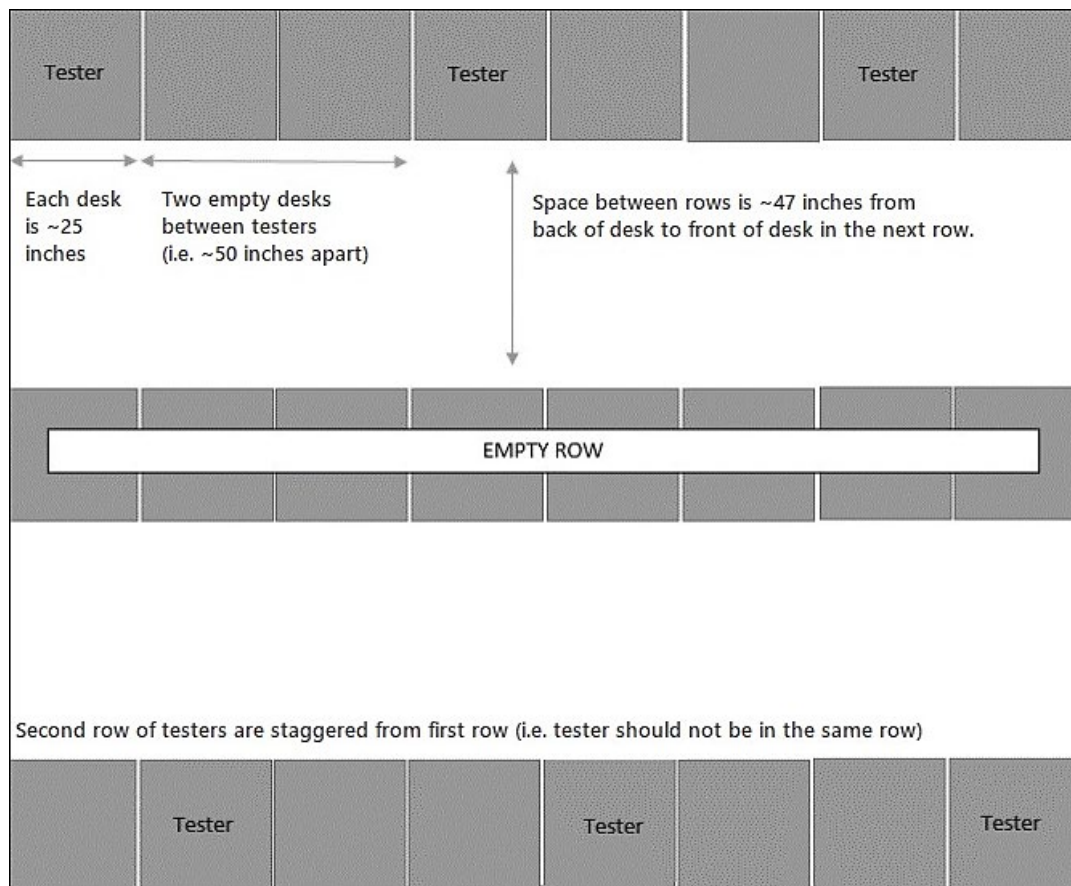 Tester Tester Tester
Each desk
is ~25
inches
Two empty desks
between testers
(i.e. ~50 inches apart)
Space between rows is ~47 inches from
back of desk to front of desk in the next row.
EMPTY ROW
Second row of testers are staggered from first row (i.e. tester should not be in the same row)
Tester Tester Tester